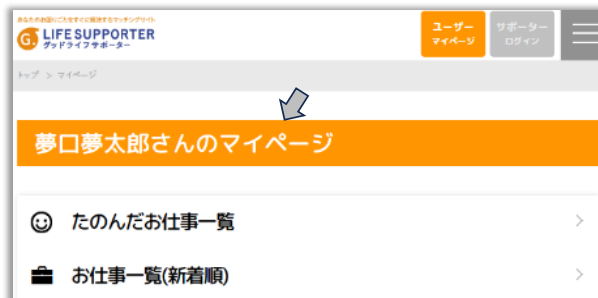 あなたのお困りごとをすぐに解決するマッチングサイト
G. LIFE SUPPORTER
グッドライフサポーター
ユーザー
マイページ
サポーター
ログイン
トップ > マイページ
夢口夢太郎さんのマイページ
たのんだお仕事一覧
お仕事一覧(新着順)